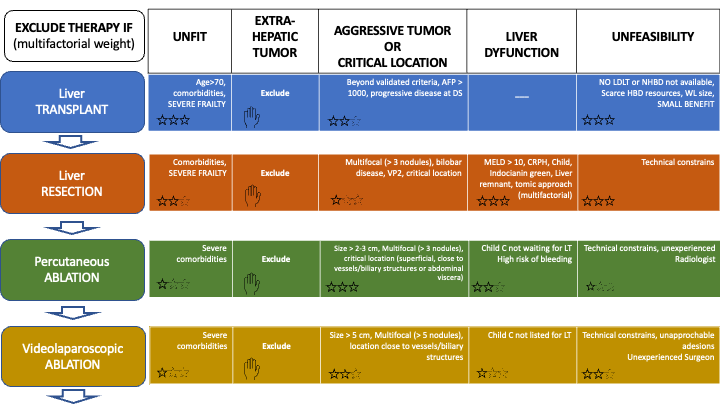 EXCLUDE THERAPY IF
(multifactorial weight)
UNFIT
EXTRA-
HEPATIC
TUMOR
AGGRESSIVE TUMOR
OR
CRITICAL LOCATION
LIVER
DYFUNCTION
UNFEASIBILITY
Liver
TRANSPLANT
Age>70,
comorbidities,
SEVERE FRAILTY
Exclude
Beyond validated criteria, AFP >
1000, progressive disease at DS
NO LDLT or NHBD not available,
Scarce HBD resources, WL size,
SMALL BENEFIT
Liver
RESECTION
Comorbidities,
SEVERE FRAILTY
Exclude
Multifocal (> 3 nodules), bilobar
disease, VP2, critical location
MELD > 10, CRPH, Child,
Indocianin green, Liver
remnant, tomic approach
(multifactorial)
Technical constrains
Percutaneous
ABLATION
Severe
comorbidities
Exclude
Size > 2-3 cm, Multifocal (> 3 nodules),
critical location (superficial, close to
vessels/biliary structures or abdominal
viscera)
Child C not waiting for LT
High risk of bleeding
Technical constrains, unexperienced
Radiologist
Videolaparoscopic
ABLATION
Severe
comorbidities
Exclude
Size > 5 cm, Multifocal (> 5 nodules),
location close to vessels/biliary
structures
Child C not listed for LT
Technical constrains, unapprochable
adesions
Unexperienced Surgeon